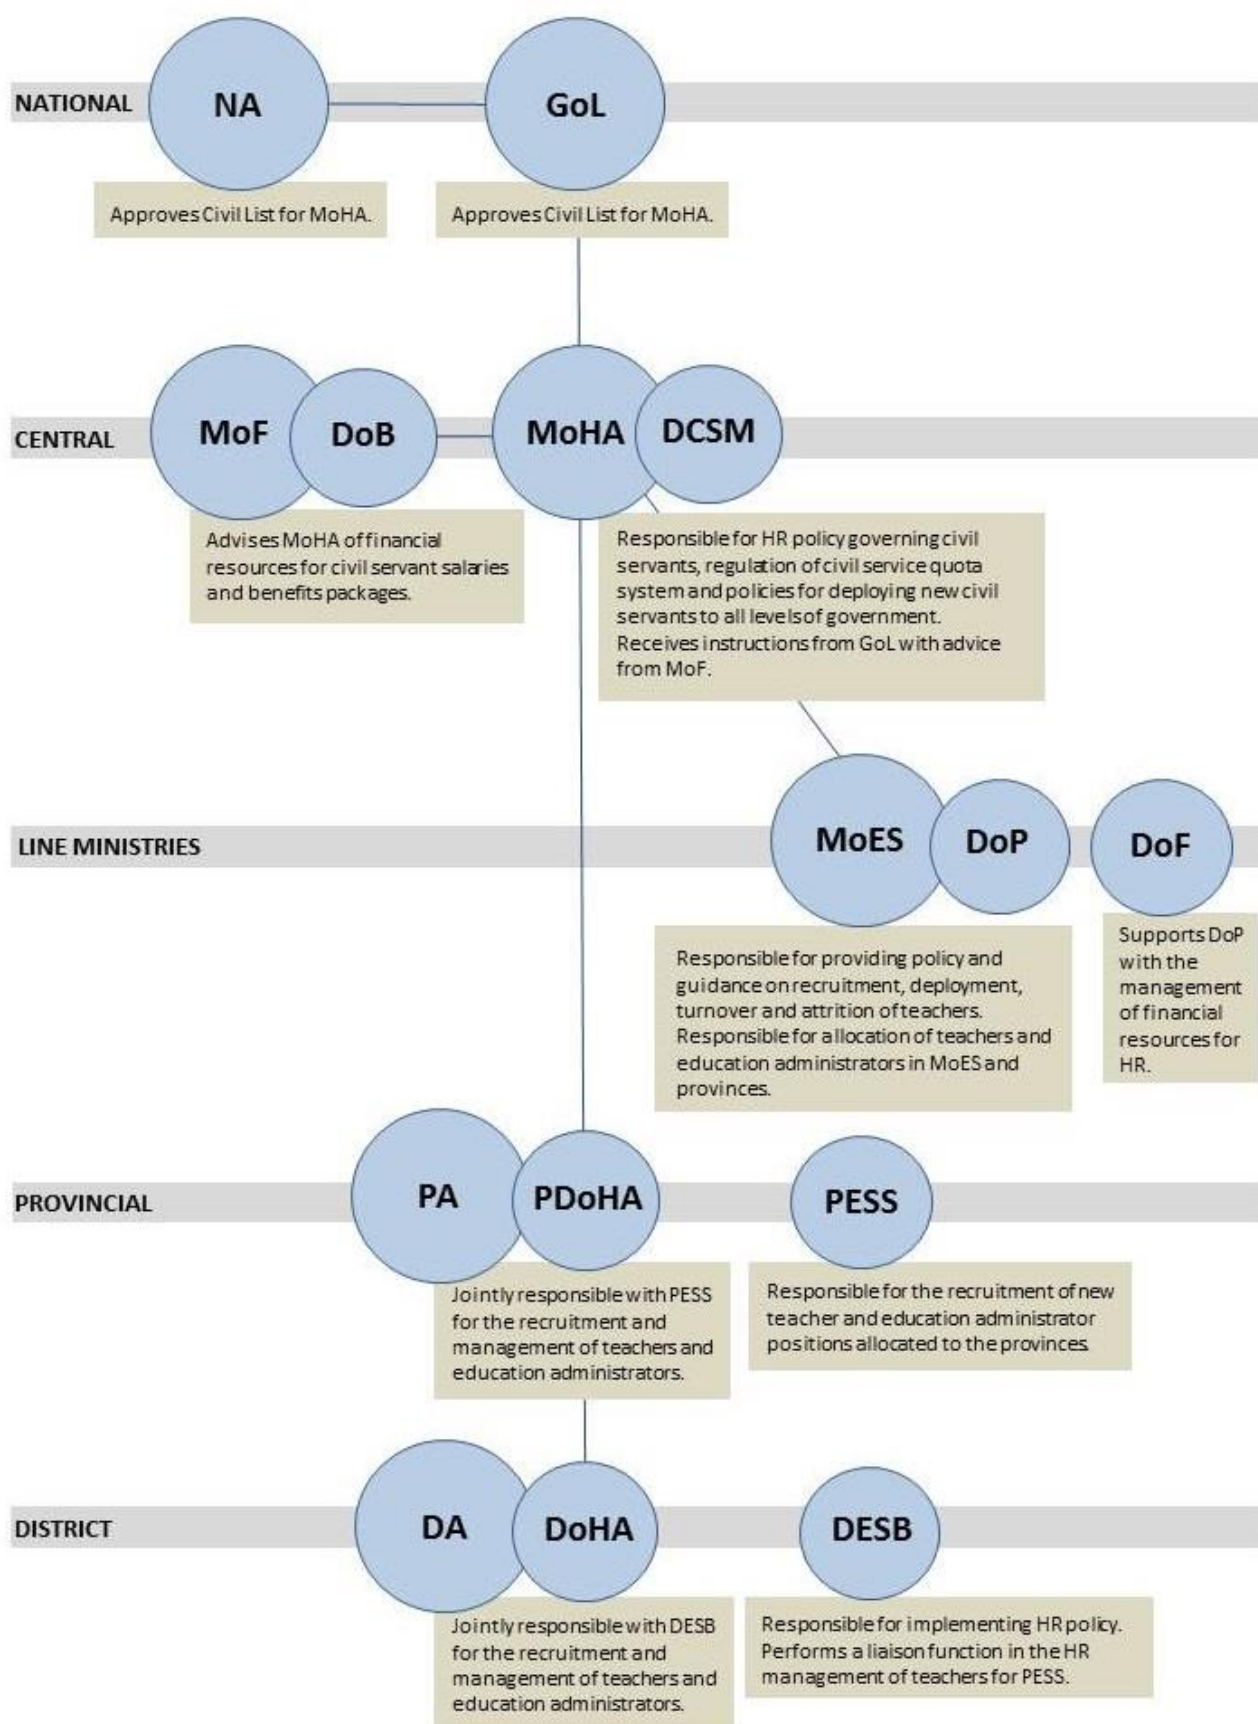 NATIONAL
NA
GoL
Approves Civil List for MoHA.
Approves Civil List for MoHA.
CENTRAL
MoF
DoB
MoHA
DCSM
Advises MoHA of financial
resources for civil servant salaries
and benefits packages.
Responsible for HR policy governing civil
servants, regulation of civil service quota
system and policies for deploying new civil
servants to all levels of government.
Receives instructions from GoL with advice
from MoF.
LINE MINISTRIES
MoES
DoP
DoF
Responsible for providing policy and
guidance on recruitment, deployment,
turnover and attrition of teachers.
Responsible for allocation of teachers and
education administrators in MoES and
provinces.
Supports DoP
with the
management
of financial
resources for
HR.
PROVINCIAL
PA
PDoHA
PESS
Jointly responsible with PESS
for the recruitment and
management of teachers and
education administrators.
Responsible for the recruitment of new
teacher and education administrator
positions allocated to the provinces.
DISTRICT
DA
DoHA
DESB
Jointly responsible with DESB
for the recruitment and
management of teachers and
education administrators.
Responsible for implementing HR policy.
Performs a liaison function in the HR
management of teachers for PESS.